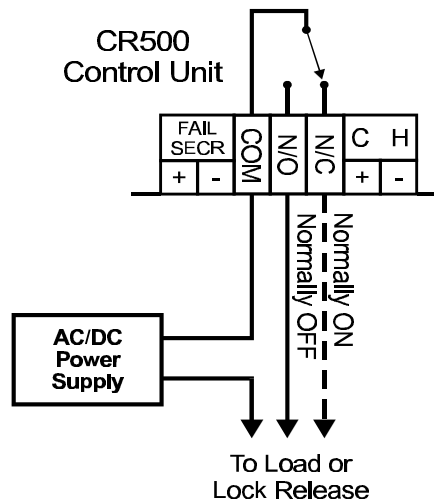 CR500
Control Unit
FAIL
SECR
+ -
COM
N/O
N/C
C H
+ -
Normally OFF
Normally ON
AC/DC
Power
Supply
To Load or
Lock Release